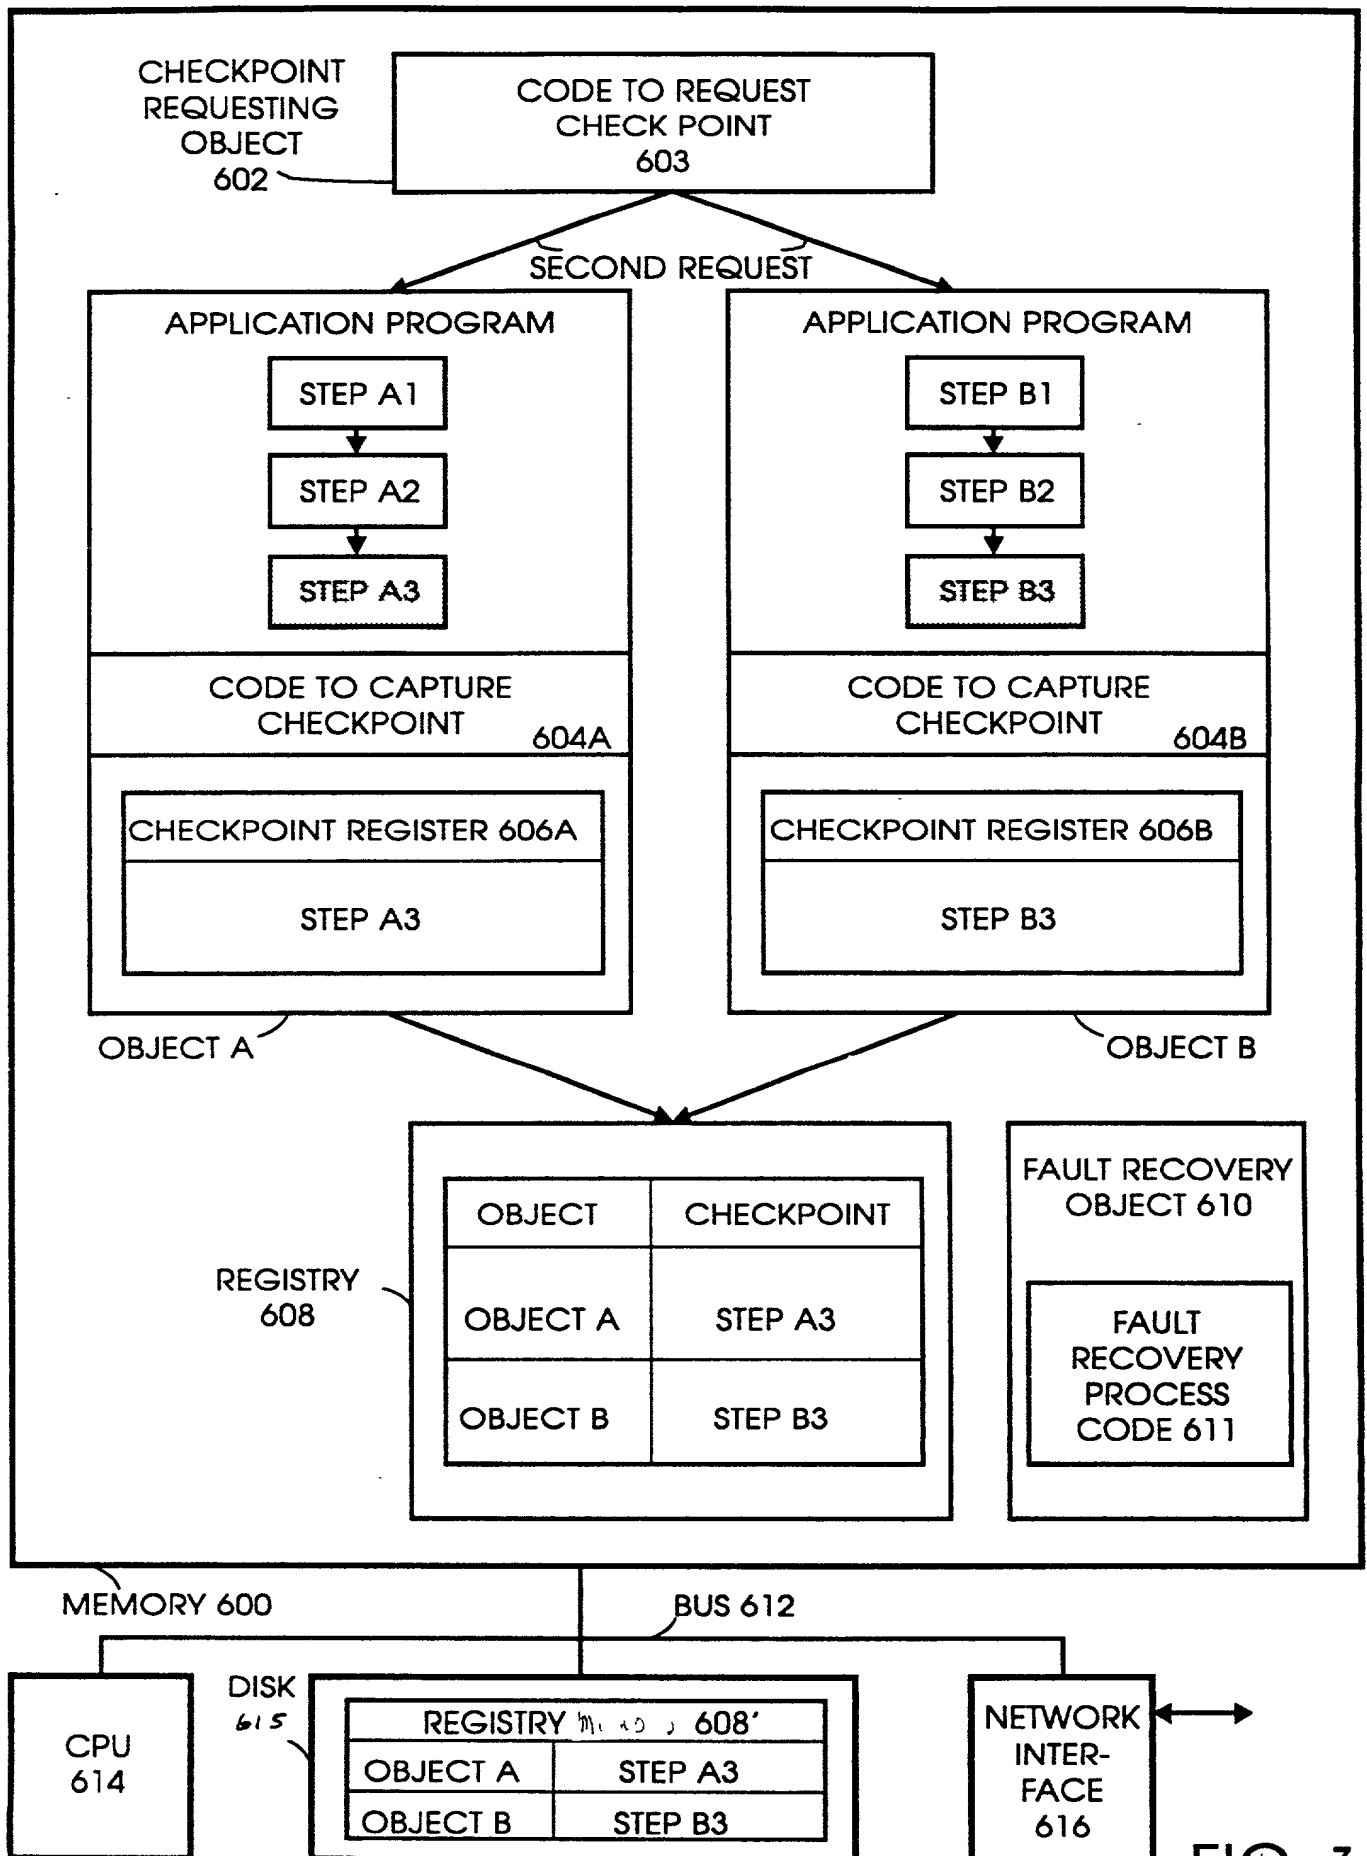 CHECKPOINT
REQUESTING
OBJECT
602
CODE TO REQUEST
CHECK POINT
603
SECOND REQUEST
APPLICATION PROGRAM
STEP A1
STEP A2
STEP A3
CODE TO CAPTURE
CHECKPOINT
604A
CHECKPOINT REGISTER 606A
STEP A3
OBJECT A
APPLICATION PROGRAM
STEP B1
STEP B2
STEP B3
CODE TO CAPTURE
CHECKPOINT
604B
CHECKPOINT REGISTER 606B
STEP B3
OBJECT B
REGISTRY
608
OBJECT CHECKPOINT
OBJECT A STEP A3
OBJECT B STEP B3
FAULT RECOVERY
OBJECT 610
FAULT
RECOVERY
PROCESS
CODE 611
MEMORY 600
BUS 612
CPU
614
DISK
615
REGISTRY 608'
OBJECT A STEP A3
OBJECT B STEP B3
NETWORK
INTER-
FACE
616